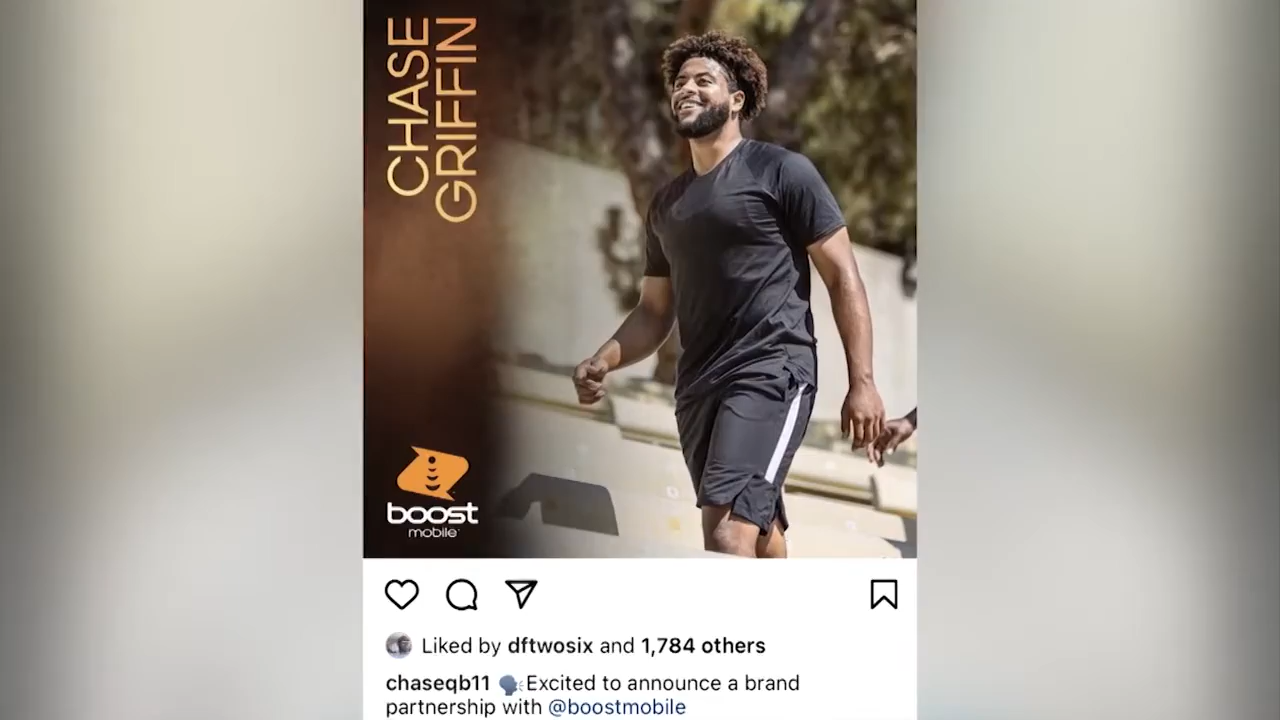 CHASE
GRIFFIN
boost
mobile
Liked by dftwosix and 1,784 others
chaseqb11 🗣️Excited to announce a brand
partnership with @boostmobile